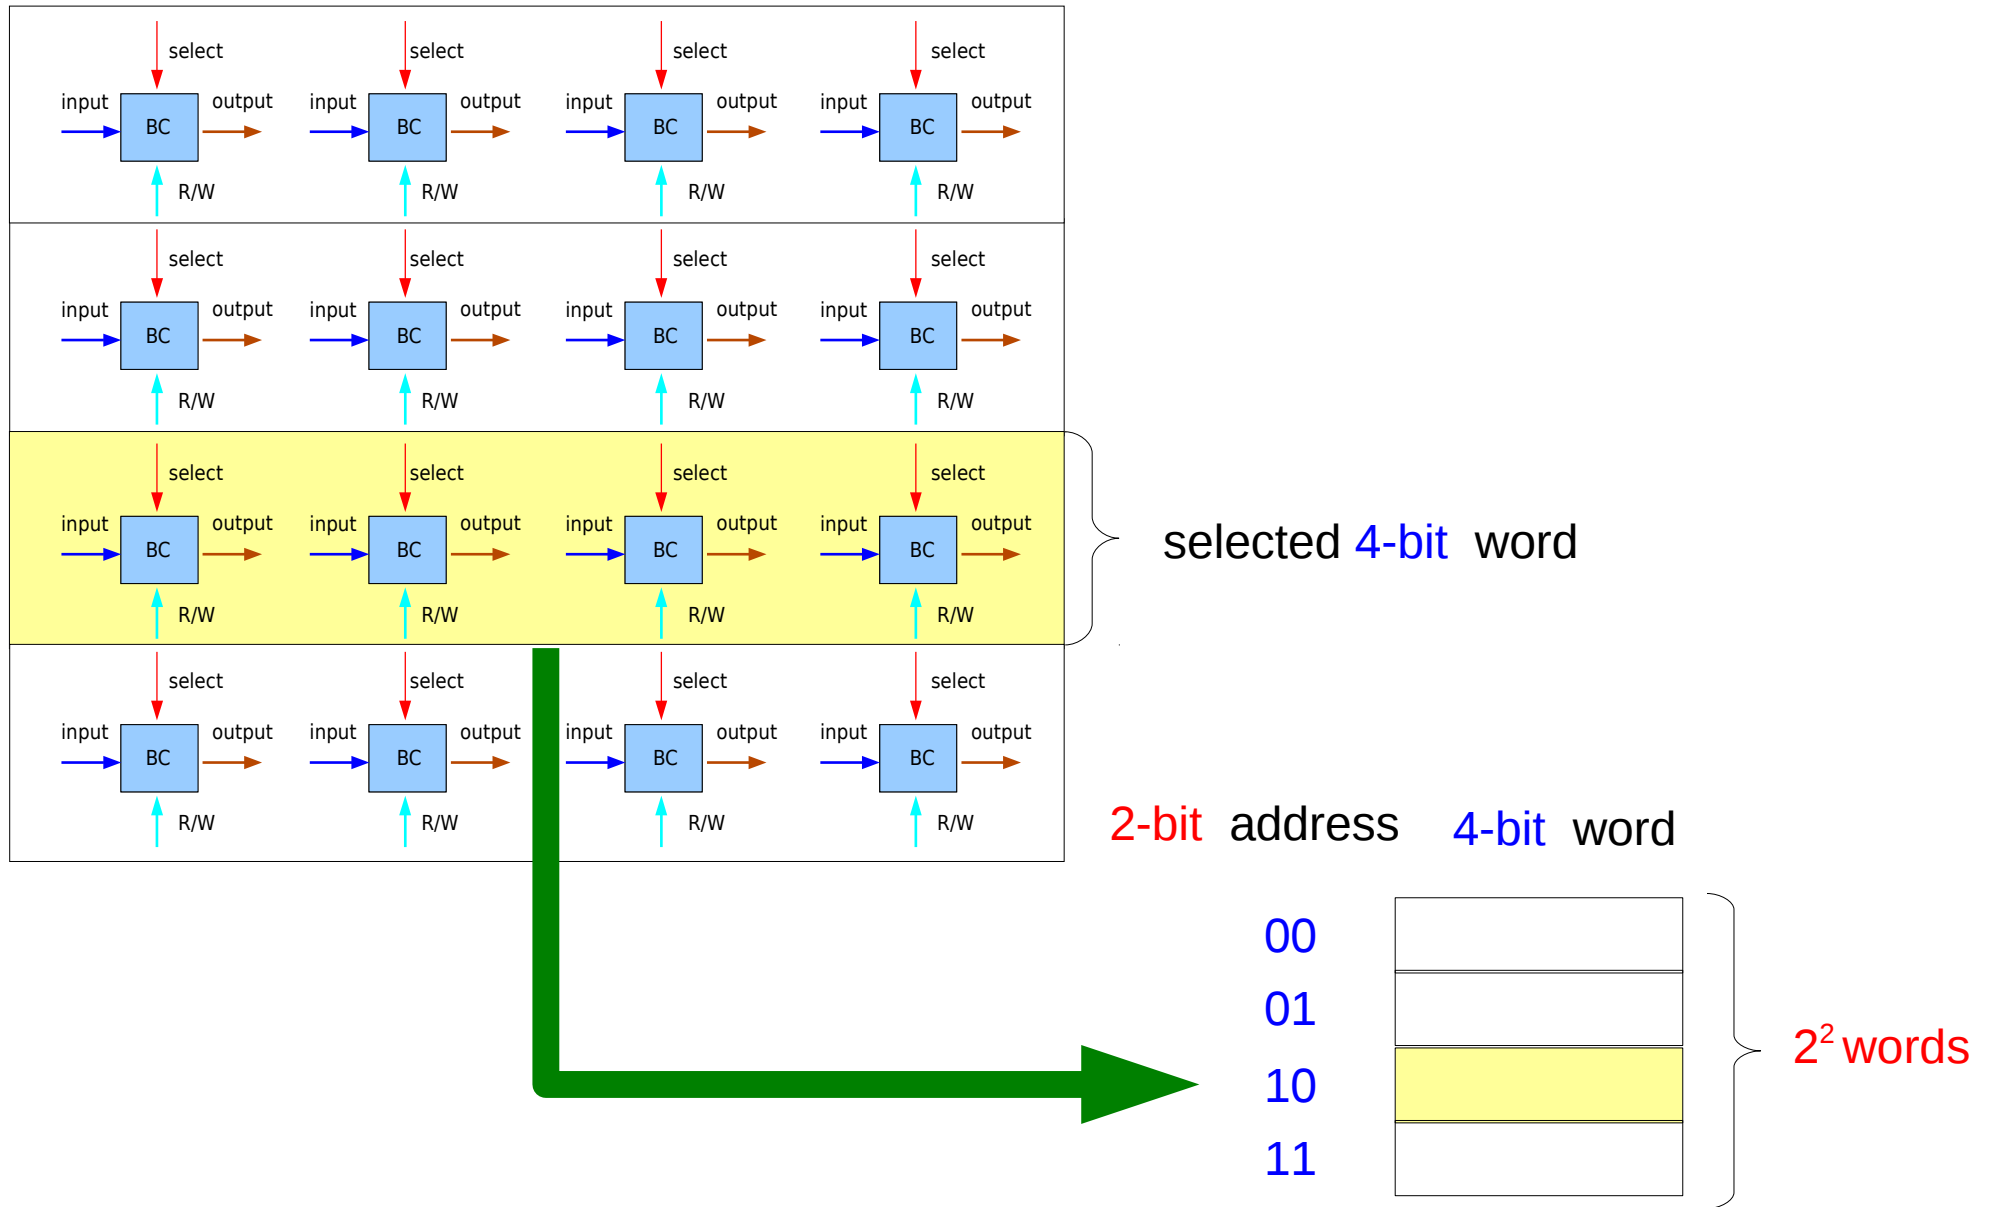 select select select select
input output input output input output input output
BC BC BC BC
R/W R/W R/W R/W
select select select select
input output input output input output input output
BC BC BC BC
R/W R/W R/W R/W
select select select select
input output input output input output input output
BC BC BC BC
R/W R/W R/W R/W
selected 4-bit word
select select select select
input output input output input output input output
BC BC BC BC
R/W R/W R/W R/W
2-bit address 4-bit word
00
01
10
11
2² words